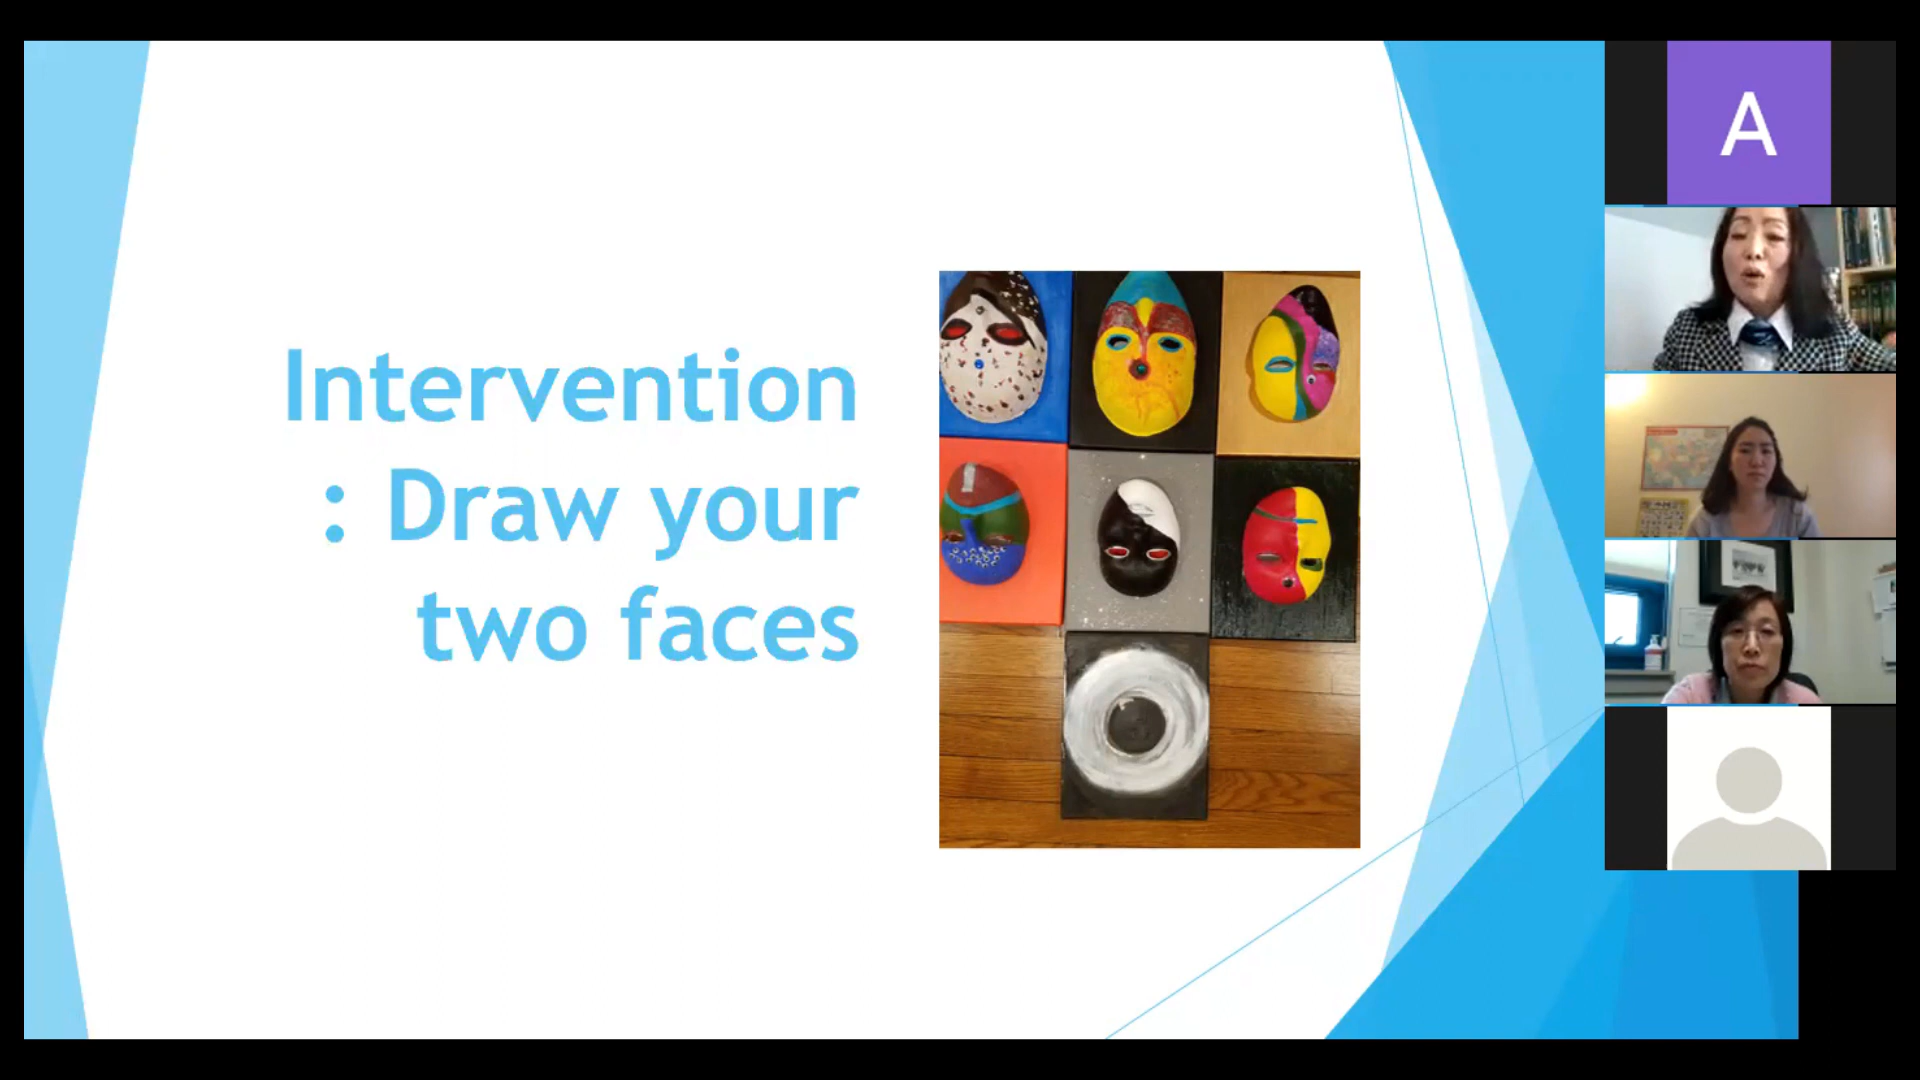 Intervention
: Draw your
two faces
A